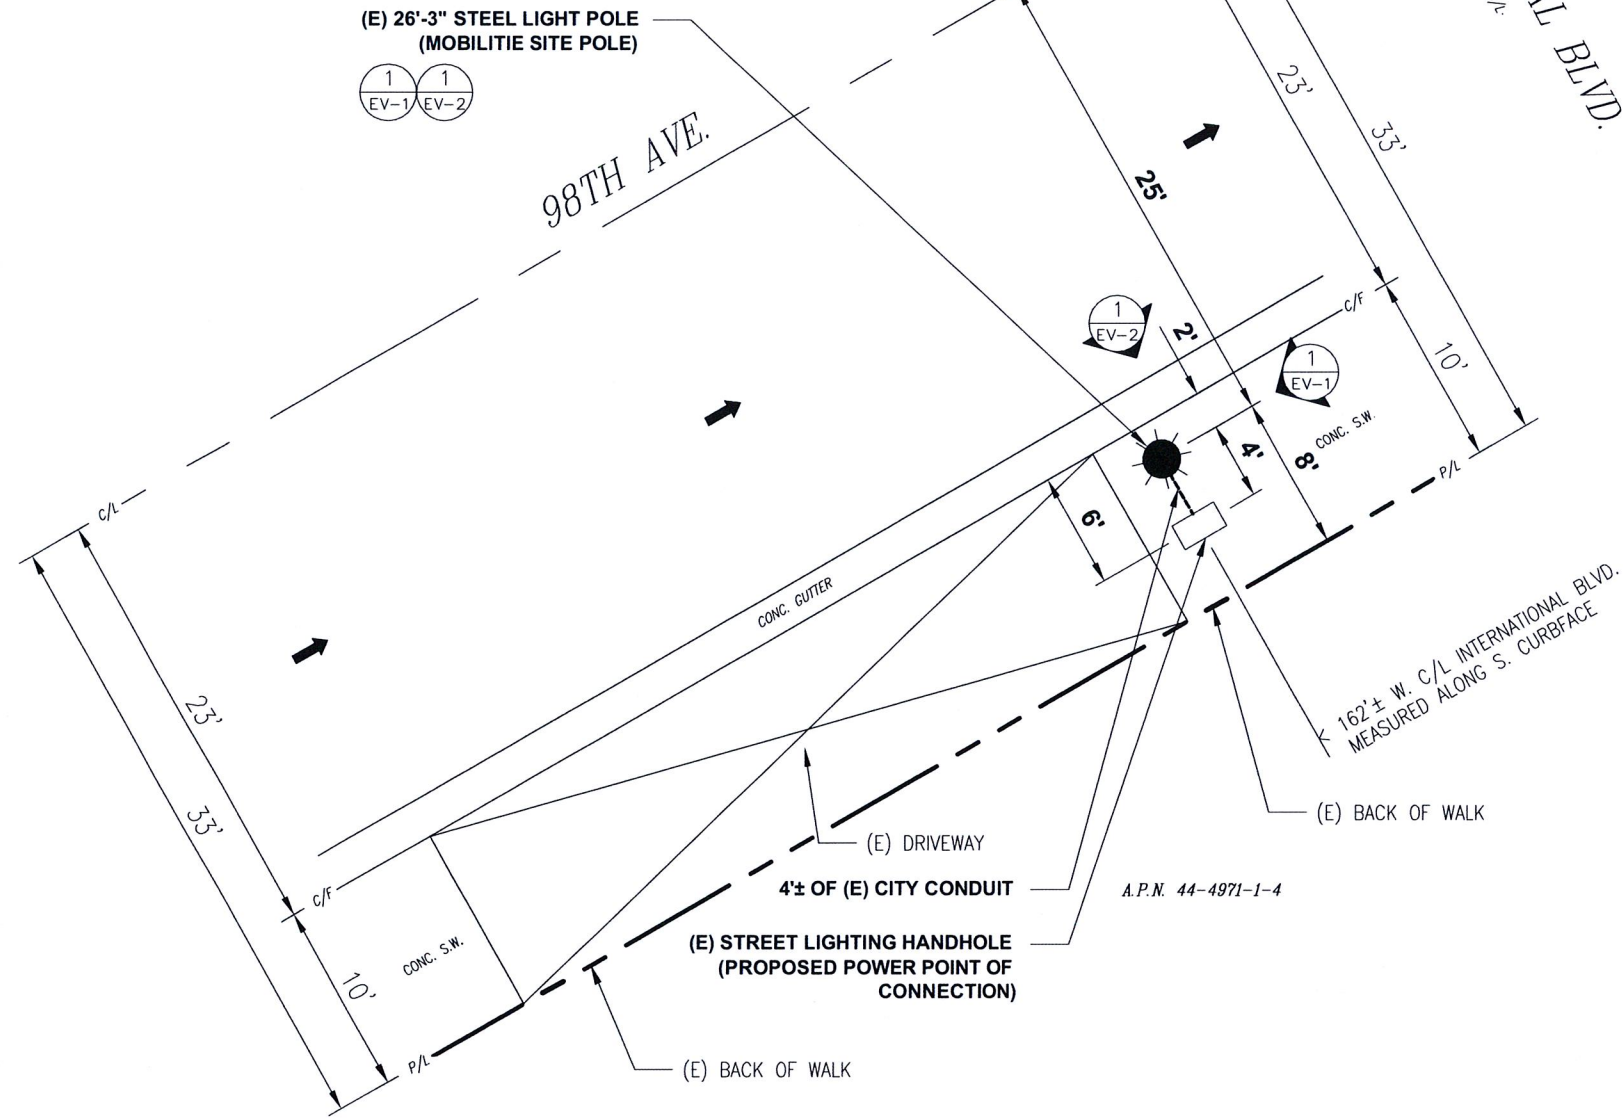 (E) 26'-3" STEEL LIGHT POLE
(MOBILITIE SITE POLE)
1
EV-1
1
EV-2
98TH AVE.
AL BLVD.
23'
33'
25'
C/F
1
EV-2
2'
1
EV-1
10'
CONC. S.W.
4'
8'
P/L
C/L
6'
CONC. GUTTER
162'± W. C/L INTERNATIONAL BLVD.
MEASURED ALONG S. CURBFACE
23'
33'
(E) BACK OF WALK
(E) DRIVEWAY
4'± OF (E) CITY CONDUIT
A.P.N. 44-4971-1-4
C/F
CONC. S.W.
(E) STREET LIGHTING HANDHOLE
(PROPOSED POWER POINT OF
CONNECTION)
10'
P/L
(E) BACK OF WALK